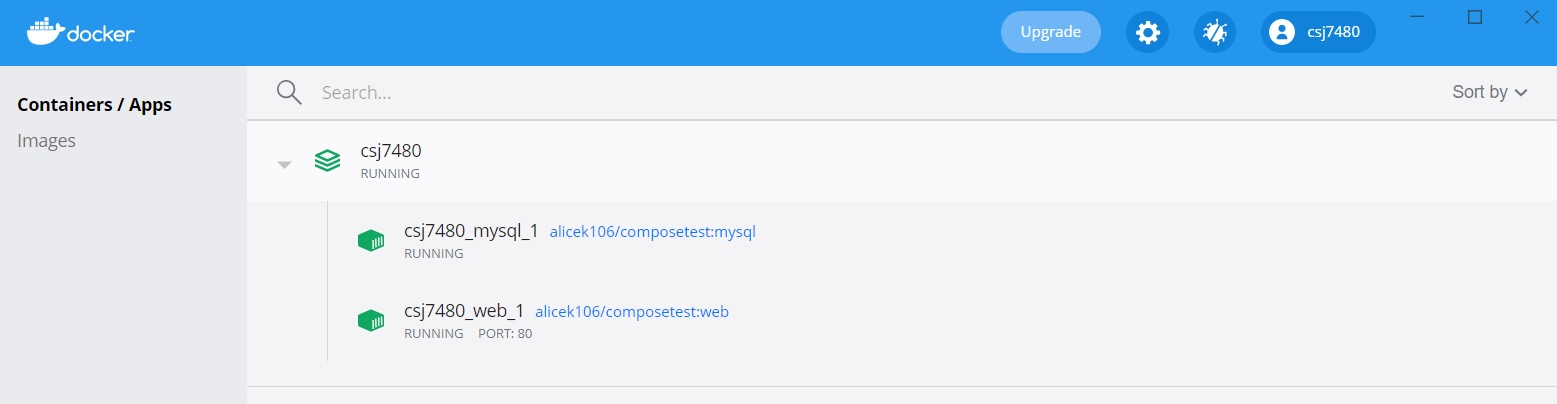 docker
Upgrade
csj7480
Containers / Apps
Images
Search...
Sort by
csj7480
RUNNING
csj7480_mysql_1 alicek106/composetest:mysql
RUNNING
csj7480_web_1 alicek106/composetest:web
RUNNING PORT: 80